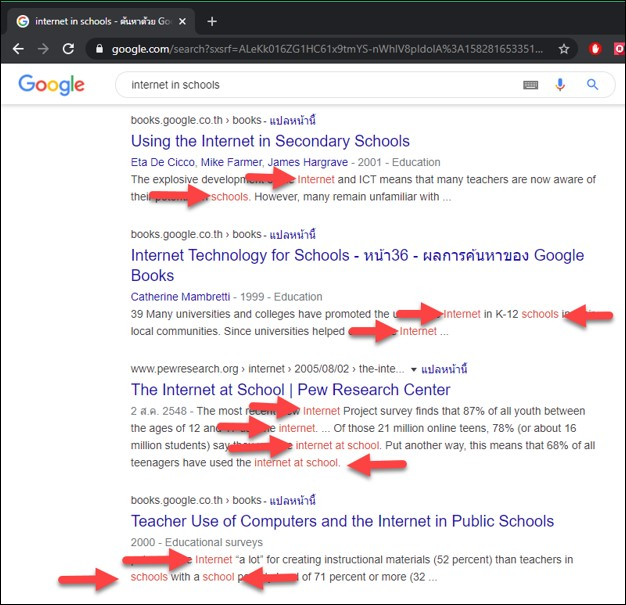 internet in schools - ค้นหาด้วย Goo
google.com/search?sxsrf=ALeKk016ZG1HC61x9tmYS-nWhlV8pIdolA%3A158281653351...
Google
internet in schools
books.google.co.th › books - แปลหน้านี้
Using the Internet in Secondary Schools
Eta De Cicco, Mike Farmer, James Hargrave - 2001 - Education
The explosive development Internet and ICT means that many teachers are now aware of
their schools. However, many remain unfamiliar with ...
books.google.co.th › books - แปลหน้านี้
Internet Technology for Schools - หน้า36 - ผลการค้นหาของ Google
Books
Catherine Mambretti - 1999 - Education
39 Many universities and colleges have promoted the Internet in K-12 schools
local communities. Since universities helped Internet ...
www.pewresearch.org › internet › 2005/08/02 › the-inte... แปลหน้านี้
The Internet at School | Pew Research Center
2 ส.ค. 2548 - The most Internet Project survey finds that 87% of all youth between
the ages of 12 and internet. ... Of those 21 million online teens, 78% (or about 16
million students) say internet at school. Put another way, this means that 68% of all
teenagers have used the internet at school.
books.google.co.th › books - แปลหน้านี้
Teacher Use of Computers and the Internet in Public Schools
2000 - Educational surveys
Internet “a lot” for creating instructional materials (52 percent) than teachers in
schools with a school of 71 percent or more (32 ...